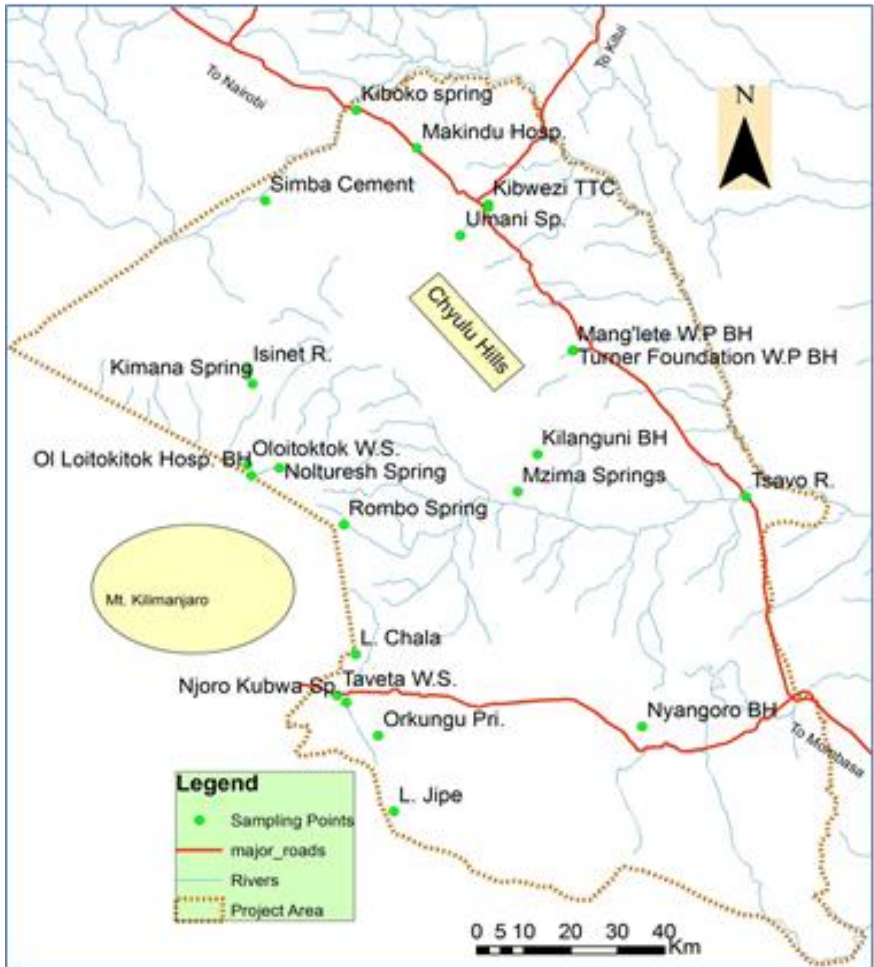 To Nairobi
To Kitui
N
Kiboko spring
Makindu Hosp.
Simba Cement
Kibwezi TTC
Umani Sp.
Chyulu Hills
Mang'lete W.P BH
Turner Foundation W.P BH
Isinet R.
Kimana Spring
Kilanguni BH
Oloitoktok W.S.
Ol Loitokitok Hosp. BH
Nolturesh Spring
Mzima Springs
Tsavo R.
Rombo Spring
Mt. Kilimanjaro
L. Chala
Taveta W.S.
Njoro Kubwa Sp.
Orkungu Pri.
Nyangoro BH
To Mombasa
L. Jipe
Legend
Sampling Points
major_roads
Rivers
Project Area
0 5 10 20 30 40
Km